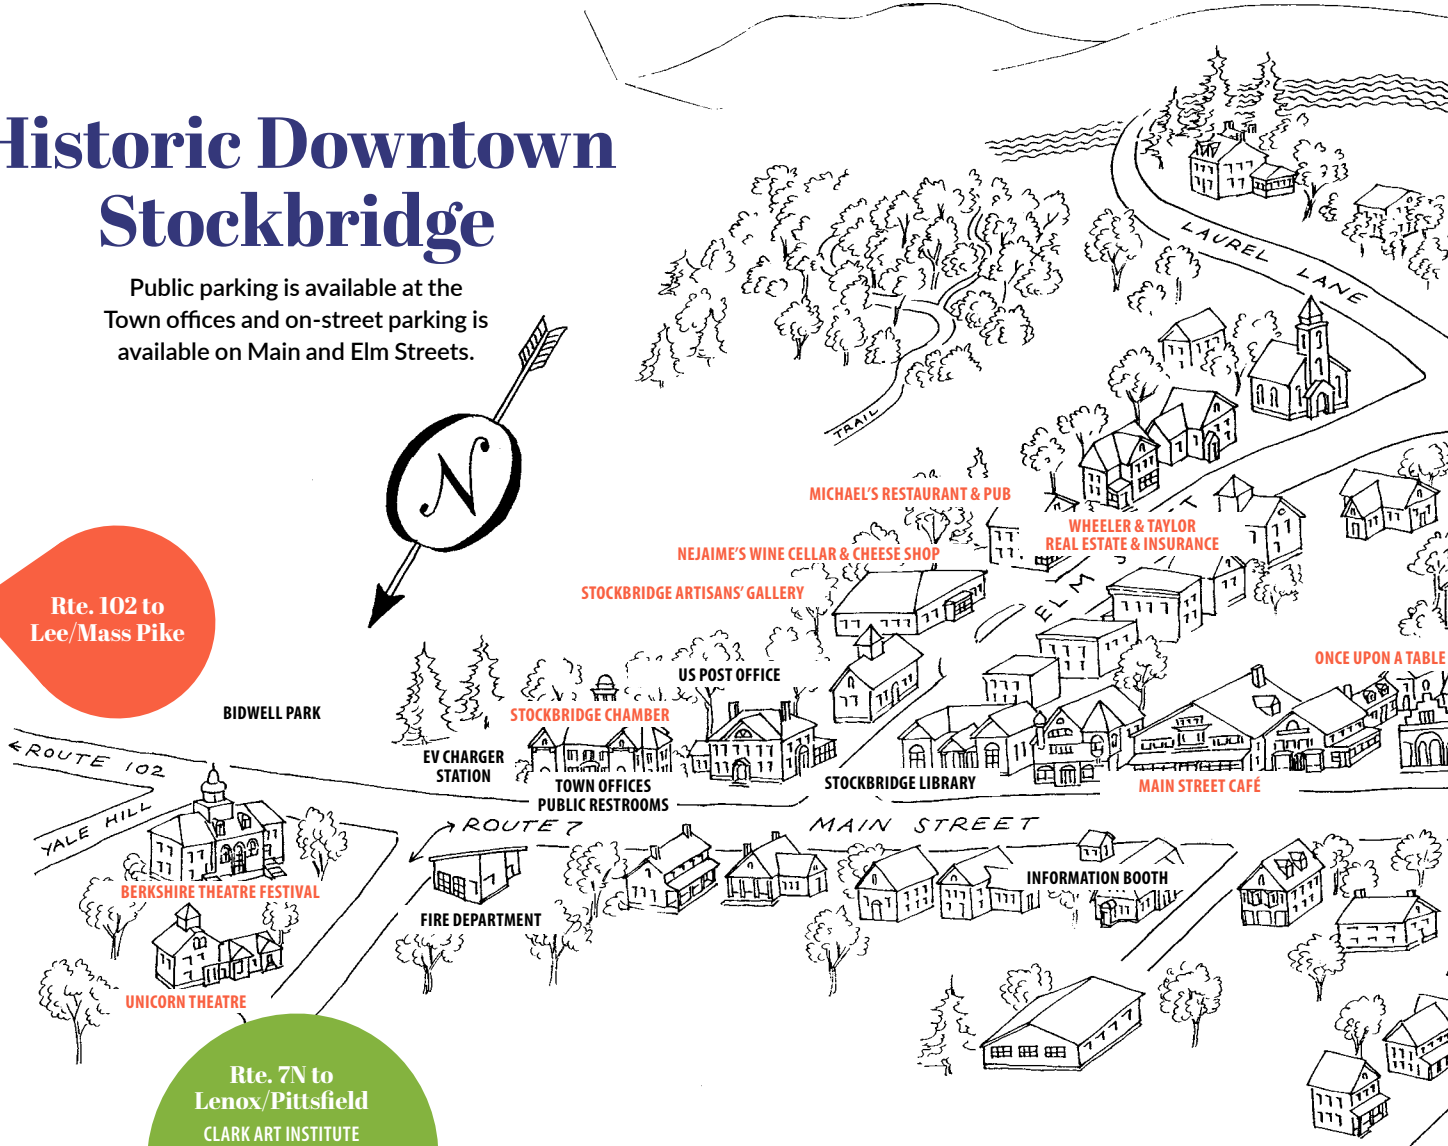 Historic Downtown
Stockbridge
Public parking is available at the
Town offices and on-street parking is
available on Main and Elm Streets.
N
LAUREL LANE
TRAIL
MICHAEL'S RESTAURANT & PUB
WHEELER & TAYLOR
REAL ESTATE & INSURANCE
NEJAIME'S WINE CELLAR & CHEESE SHOP
STOCKBRIDGE ARTISANS' GALLERY
ELM
Rte. 102 to
Lee/Mass Pike
ONCE UPON A TABLE
US POST OFFICE
BIDWELL PARK
STOCKBRIDGE CHAMBER
EV CHARGER
STATION
TOWN OFFICES
PUBLIC RESTROOMS
STOCKBRIDGE LIBRARY
MAIN STREET CAFÉ
ROUTE 102
YALE HILL
ROUTE 7
MAIN STREET
INFORMATION BOOTH
BERKSHIRE THEATRE FESTIVAL
FIRE DEPARTMENT
UNICORN THEATRE
Rte. 7N to
Lenox/Pittsfield
CLARK ART INSTITUTE